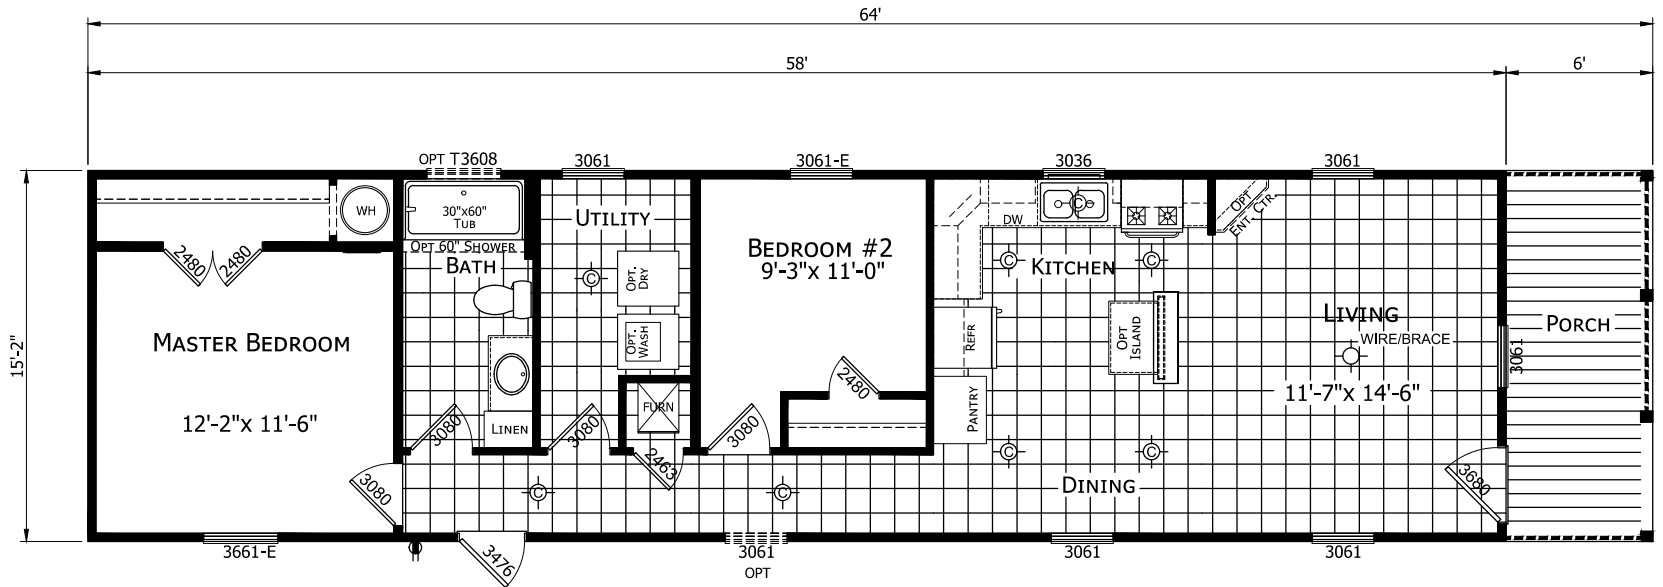 64'
58'
6'
OPT T3608
3061
3061-E
3036
3061
15'-2"
WH
30"x60"
TUB
OPT 60" SHOWER
BATH
2480
2480
UTILITY
OPT.
DRY
OPT.
WASH
FURN
LINEN
BEDROOM #2
9'-3"x 11'-0"
2480
DW
C
KITCHEN
C
C
C
OPT
ENT. CTR.
REFR
PANTRY
OPT
ISLAND
LIVING
WIRE/BRACE
11'-7"x 14'-6"
3061
PORCH
MASTER BEDROOM
12'-2"x 11'-6"
3080
3080
3080
2463
3080
C
C
C
C
DINING
3680
3661-E
3476
3061
OPT
3061
3061